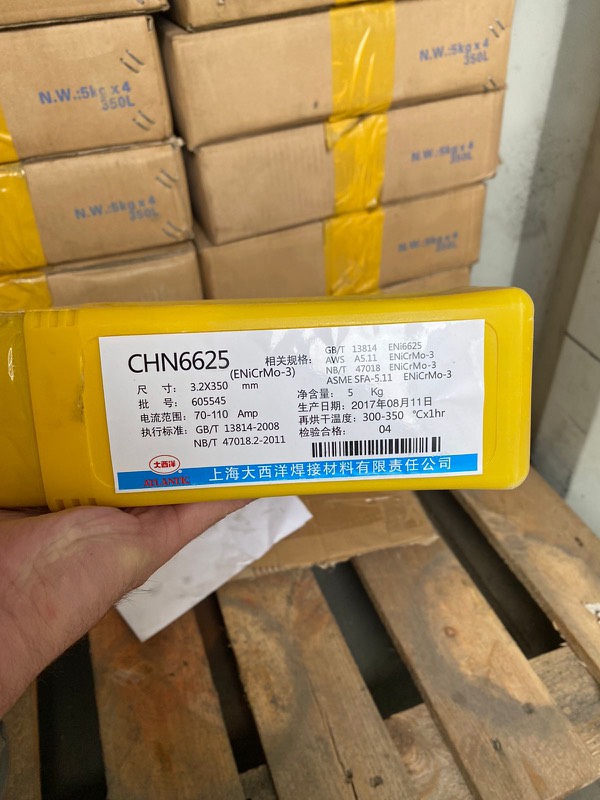 N.W.:5kg x 4
350L
N.W.:5kg x 4
350L
N.W.:5kg x 4
350L
N.W.:5kg x 4
350L
N.W.:5kg x 4
350L
CHN6625
(ENiCrMo-3)
相关规格:
GB/T 13814 ENi6625
AWS A5.11 ENiCrMo-3
NB/T 47018 ENiCrMo-3
ASME SFA-5.11 ENiCrMo-3
尺 寸: 3.2X350 mm
净含量: 5 Kg
批 号: 605545
生产日期: 2017年08月11日
电流范围: 70-110 Amp
再烘干温度: 300-350 ℃x1hr
执行标准: GB/T 13814-2008
NB/T 47018.2-2011
检验合格: 04
大西洋
ATLANTIC
上海大西洋焊接材料有限责任公司